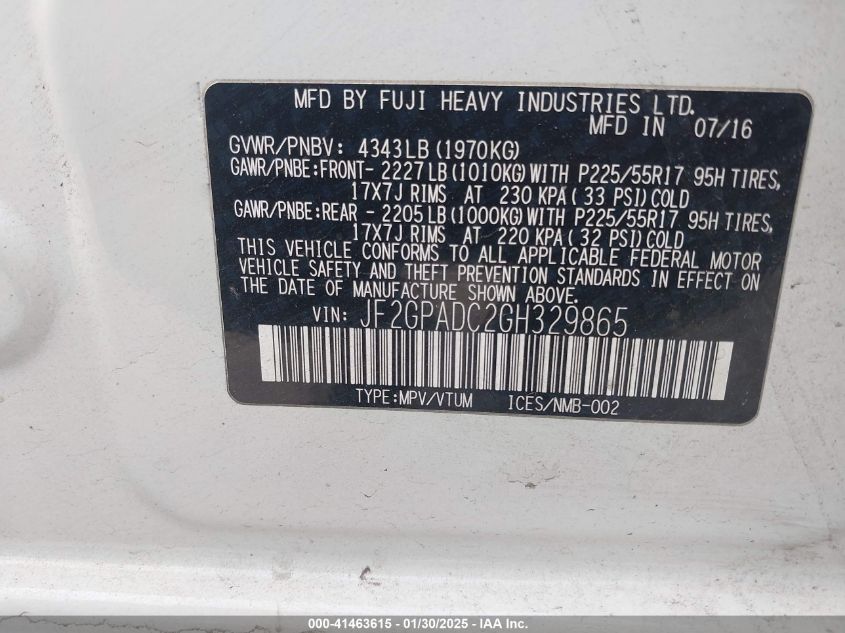 MFD BY FUJI HEAVY INDUSTRIES LTD.
MFD IN 07/16
GVWR/PNBV: 4343LB(1970KG)
GAWR/PNBE:FRONT- 2227LB(1010KG)WITH P225/55R17 95H TIRES,
17X7J RIMS AT 230 KPA( 33 PSI)COLD
GAWR/PNBE:REAR - 2205LB(1000KG)WITH P225/55R17 95H TIRES,
17X7J RIMS AT 220 KPA( 32 PSI)COLD
THIS VEHICLE CONFORMS TO ALL APPLICABLE FEDERAL MOTOR
VEHICLE SAFETY AND THEFT PREVENTION STANDARDS IN EFFECT ON
THE DATE OF MANUFACTURE SHOWN ABOVE.
VIN: JF2GPADC2GH329865
TYPE:MPV/VTUM ICES/NMB-002
000-41463615 - 01/30/2025 - IAAI.COM